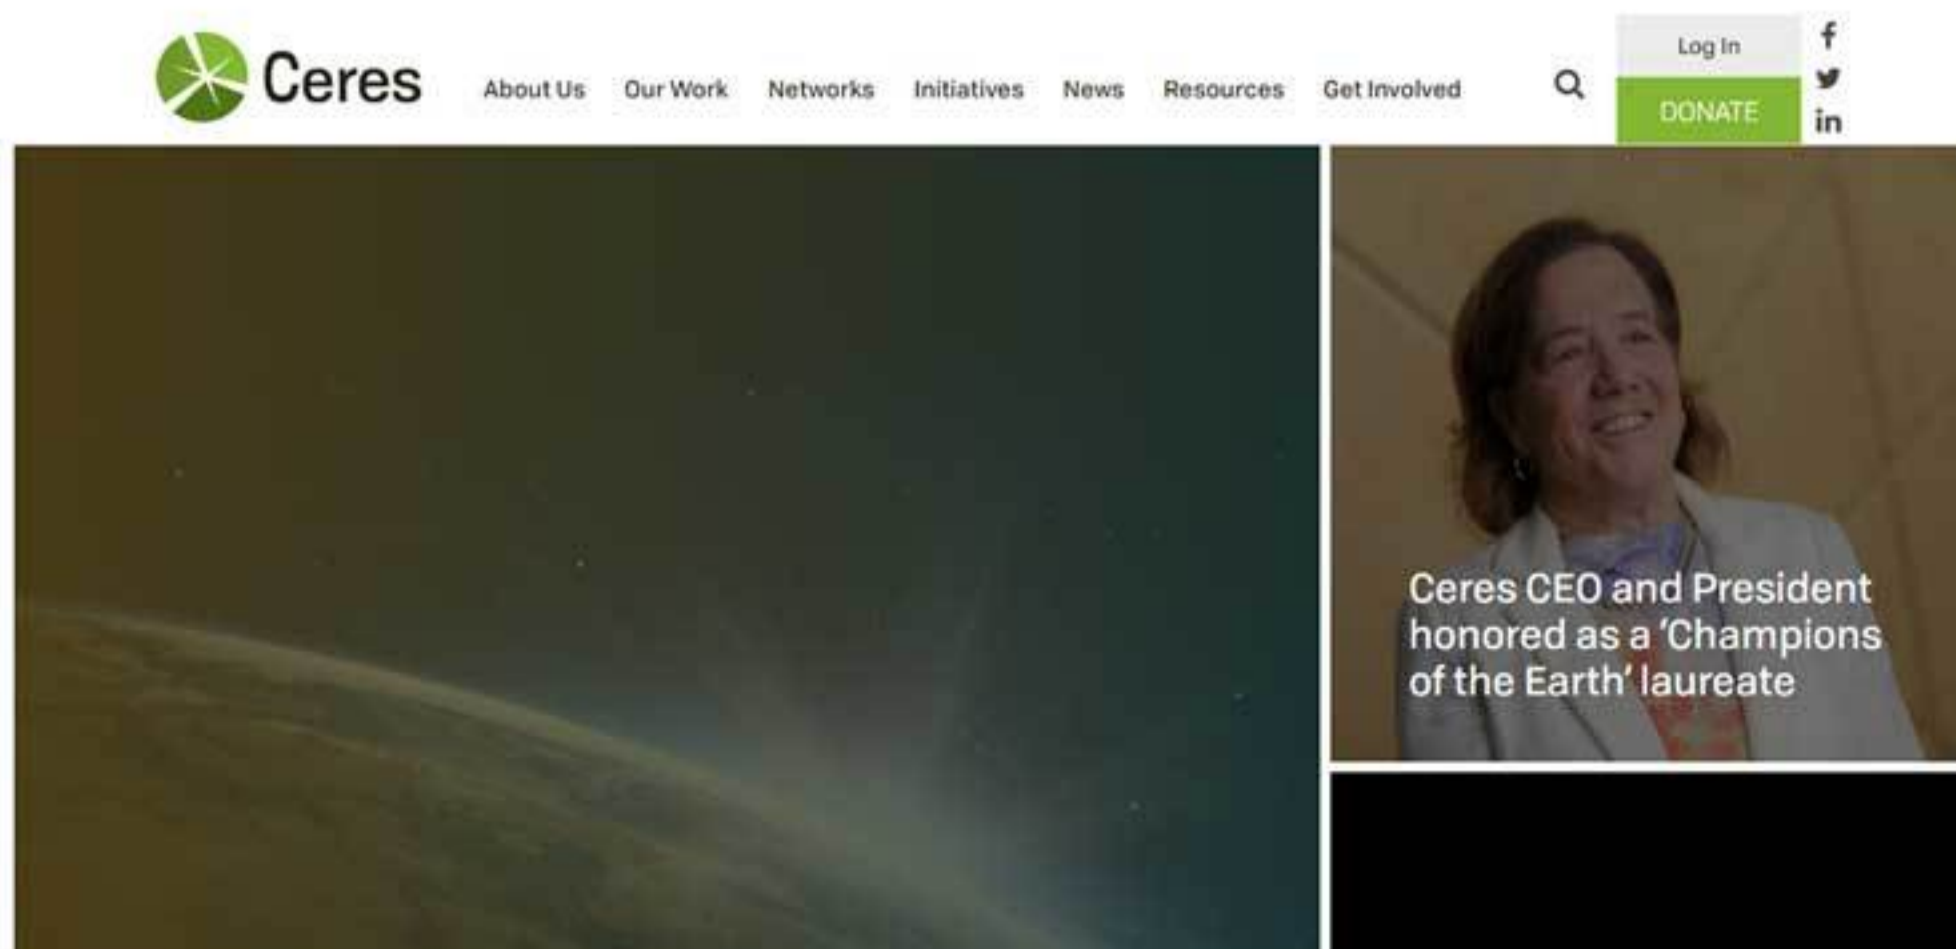 Ceres
About Us Our Work Networks Initiatives News Resources Get Involved
Log In
DONATE
Ceres CEO and President
honored as a ‘Champions
of the Earth’ laureate